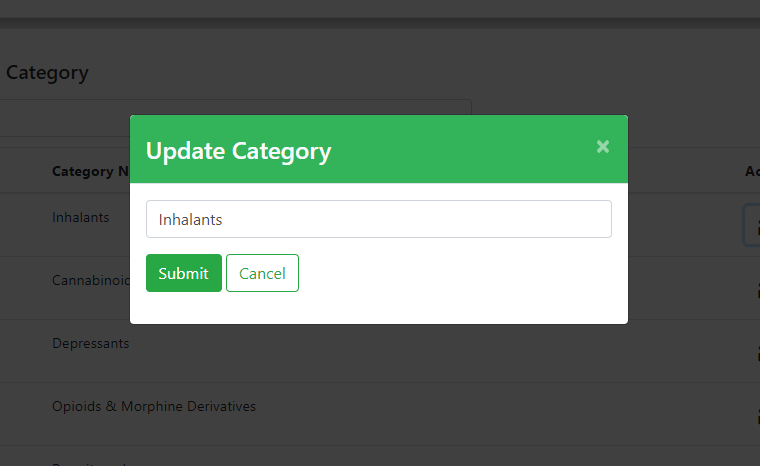 Category
Update Category
×
Category N
Inhalants
Inhalants
Submit Cancel
Cannabinoid
Depressants
Opioids & Morphine Derivatives